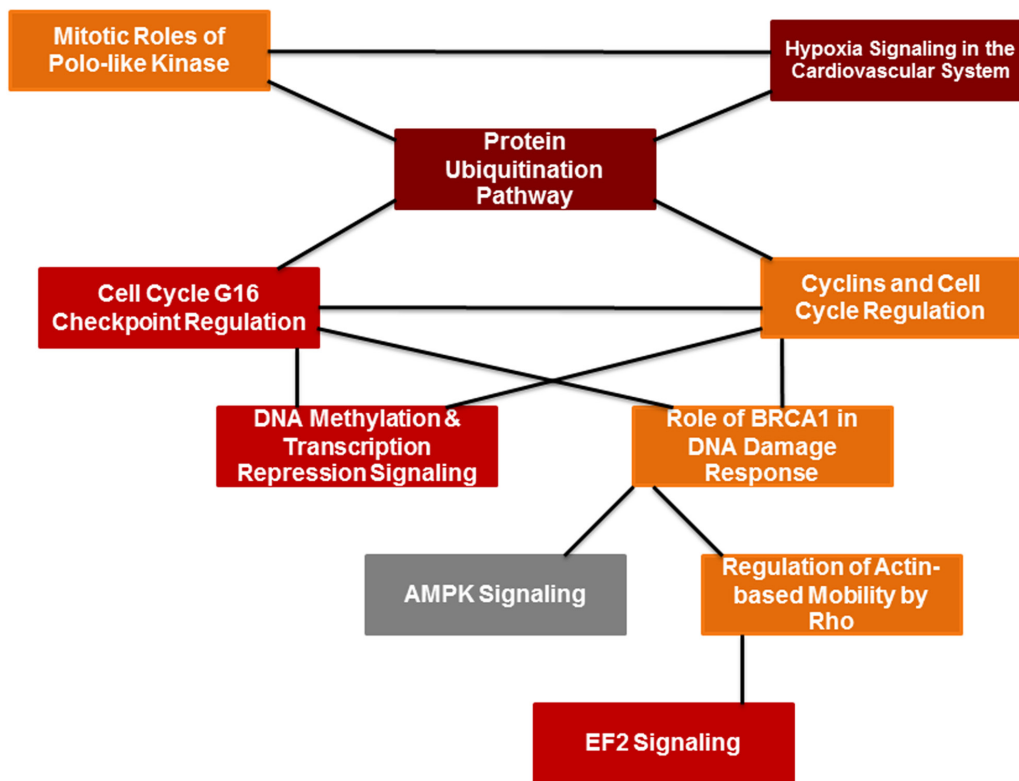 Mitotic Roles of
Polo-like Kinase
Hypoxia Signaling in the
Cardiovascular System
Protein
Ubiquitination
Pathway
Cell Cycle G16
Checkpoint Regulation
Cyclins and Cell
Cycle Regulation
DNA Methylation &
Transcription
Repression Signaling
Role of BRCA1 in
DNA Damage
Response
AMPK Signaling
Regulation of Actin-
based Mobility by
Rho
EF2 Signaling